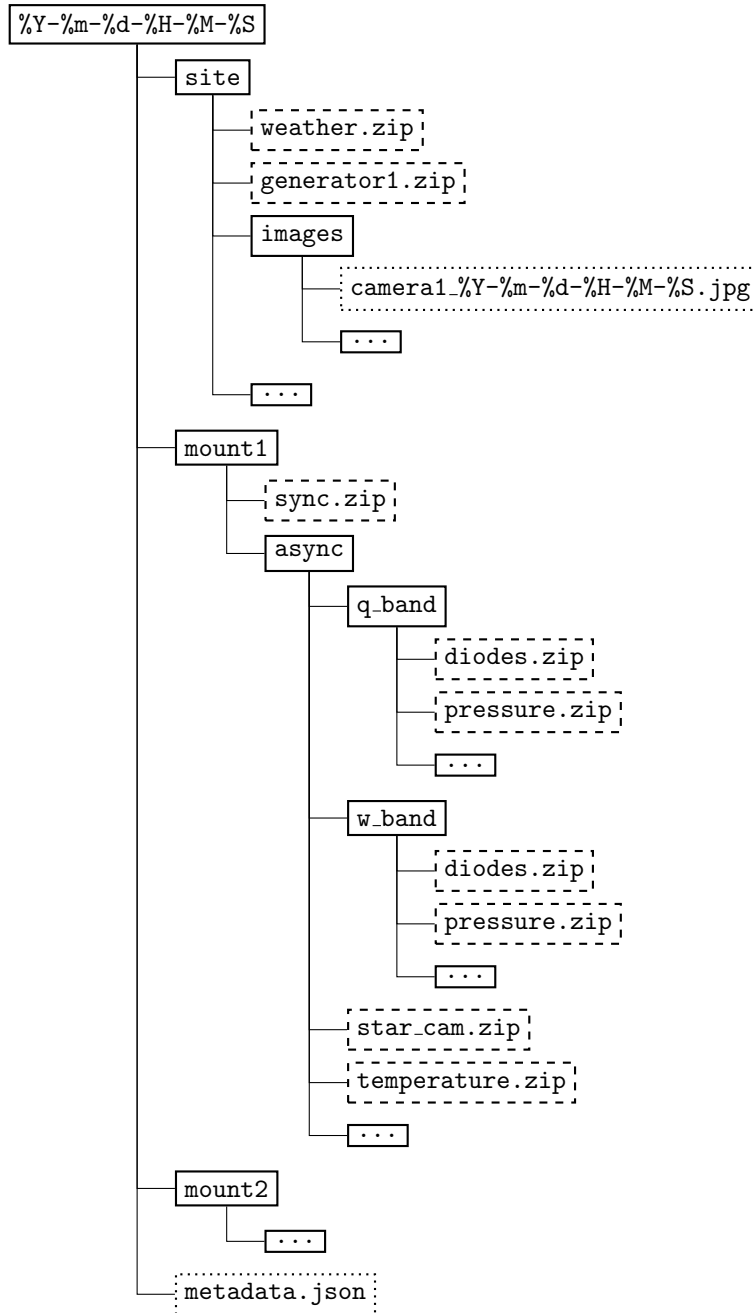 %Y-%m-%d-%H-%M-%S
site
weather.zip
generator1.zip
images
camera1_%Y-%m-%d-%H-%M-%S.jpg
...
...
mount1
sync.zip
async
q_band
diodes.zip
pressure.zip
...
w_band
diodes.zip
pressure.zip
...
star_cam.zip
temperature.zip
...
mount2
...
metadata.json